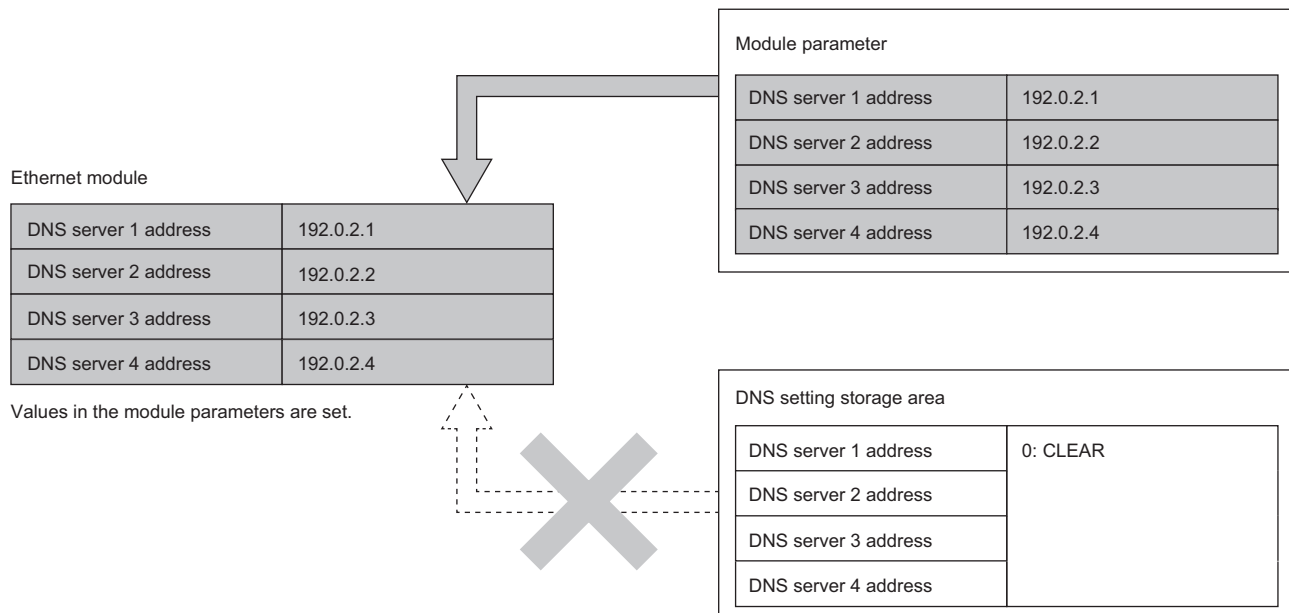 Module parameter
DNS server 1 address 192.0.2.1
DNS server 2 address 192.0.2.2
DNS server 3 address 192.0.2.3
DNS server 4 address 192.0.2.4
Ethernet module
DNS server 1 address 192.0.2.1
DNS server 2 address 192.0.2.2
DNS server 3 address 192.0.2.3
DNS server 4 address 192.0.2.4
Values in the module parameters are set.
DNS setting storage area
DNS server 1 address 0: CLEAR
DNS server 2 address
DNS server 3 address
DNS server 4 address